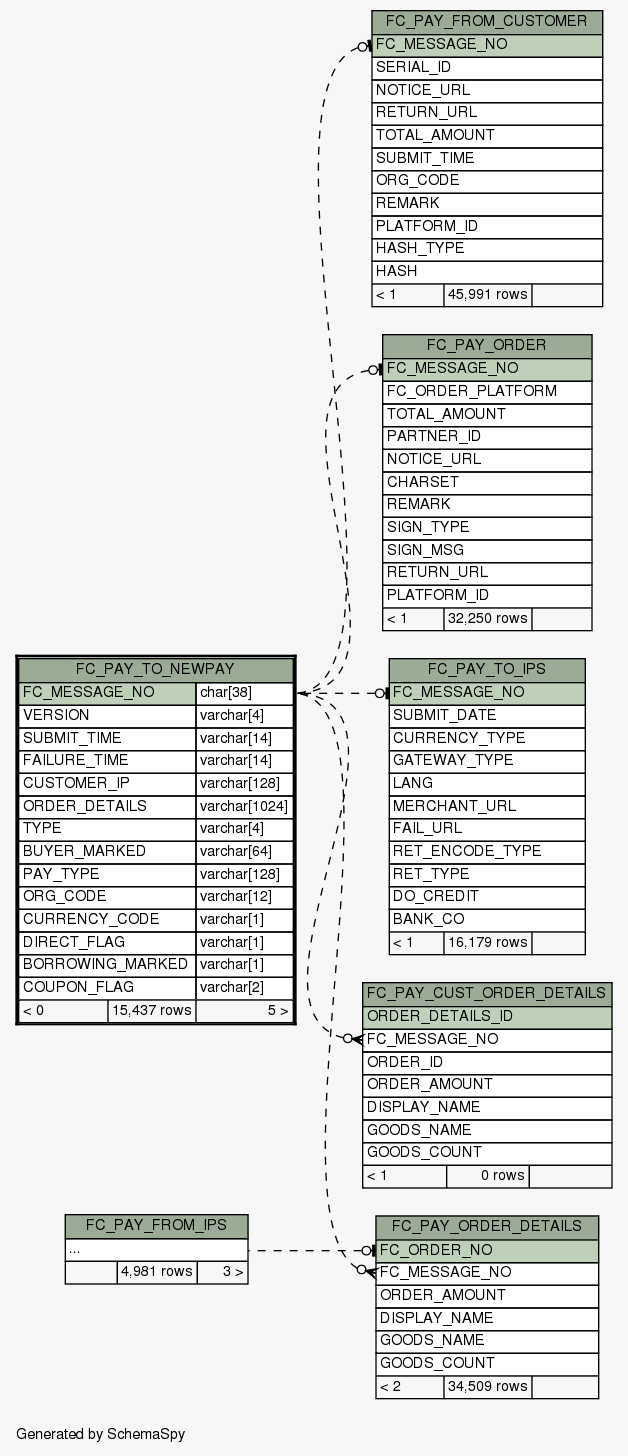 FC_PAY_FROM_CUSTOMER
FC_MESSAGE_NO
SERIAL_ID
NOTICE_URL
RETURN_URL
TOTAL_AMOUNT
SUBMIT_TIME
ORG_CODE
REMARK
PLATFORM_ID
HASH_TYPE
HASH
< 1 45,991 rows
FC_PAY_ORDER
FC_MESSAGE_NO
FC_ORDER_PLATFORM
TOTAL_AMOUNT
PARTNER_ID
NOTICE_URL
CHARSET
REMARK
SIGN_TYPE
SIGN_MSG
RETURN_URL
PLATFORM_ID
< 1 32,250 rows
FC_PAY_TO_NEWPAY
FC_MESSAGE_NO char[38]
VERSION varchar[4]
SUBMIT_TIME varchar[14]
FAILURE_TIME varchar[14]
CUSTOMER_IP varchar[128]
ORDER_DETAILS varchar[1024]
TYPE varchar[4]
BUYER_MARKED varchar[64]
PAY_TYPE varchar[128]
ORG_CODE varchar[12]
CURRENCY_CODE varchar[1]
DIRECT_FLAG varchar[1]
BORROWING_MARKED varchar[1]
COUPON_FLAG varchar[2]
< 0 15,437 rows 5 >
FC_PAY_TO_IPS
FC_MESSAGE_NO
SUBMIT_DATE
CURRENCY_TYPE
GATEWAY_TYPE
LANG
MERCHANT_URL
FAIL_URL
RET_ENCODE_TYPE
RET_TYPE
DO_CREDIT
BANK_CO
< 1 16,179 rows
FC_PAY_CUST_ORDER_DETAILS
ORDER_DETAILS_ID
FC_MESSAGE_NO
ORDER_ID
ORDER_AMOUNT
DISPLAY_NAME
GOODS_NAME
GOODS_COUNT
< 1 0 rows
FC_PAY_FROM_IPS
...
4,981 rows 3 >
FC_PAY_ORDER_DETAILS
FC_ORDER_NO
FC_MESSAGE_NO
ORDER_AMOUNT
DISPLAY_NAME
GOODS_NAME
GOODS_COUNT
< 2 34,509 rows
Generated by SchemaSpy